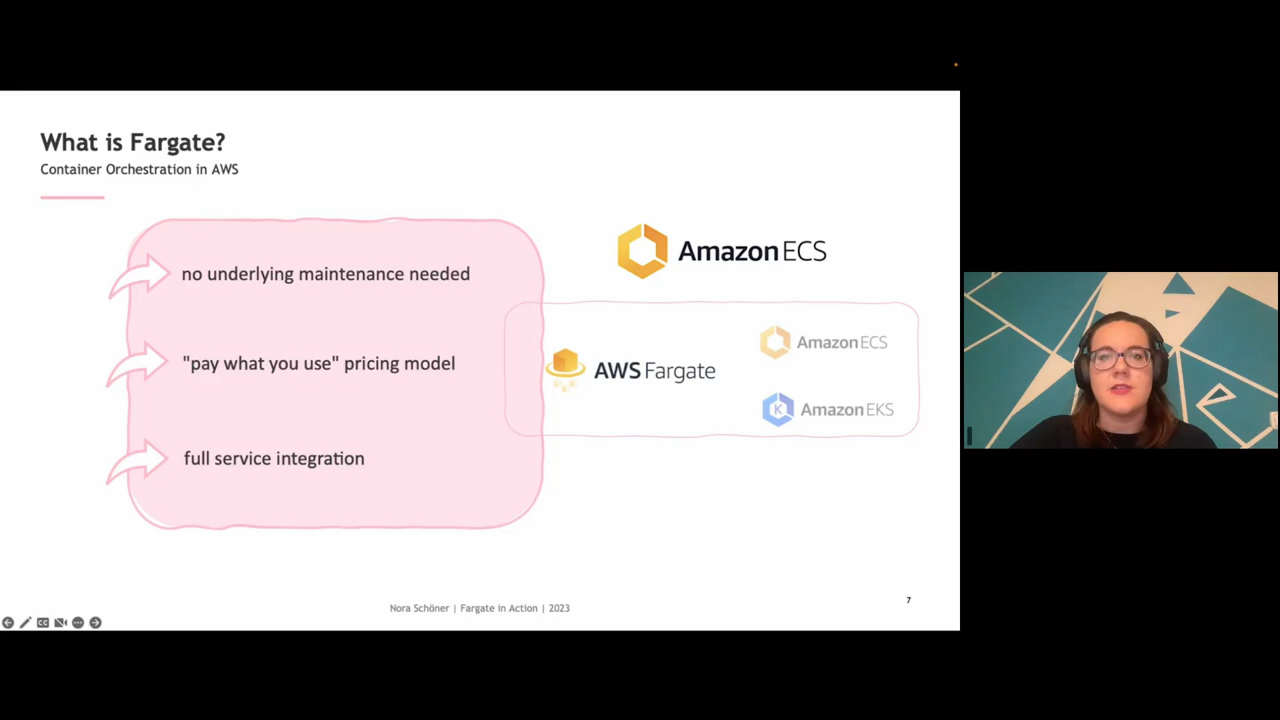 What is Fargate?
Container Orchestration in AWS
no underlying maintenance needed
"pay what you use" pricing model
full service integration
Amazon ECS
AWS Fargate
Amazon ECS
K
Amazon EKS
Nora Schöner | Fargate in Action | 2023
7
CC